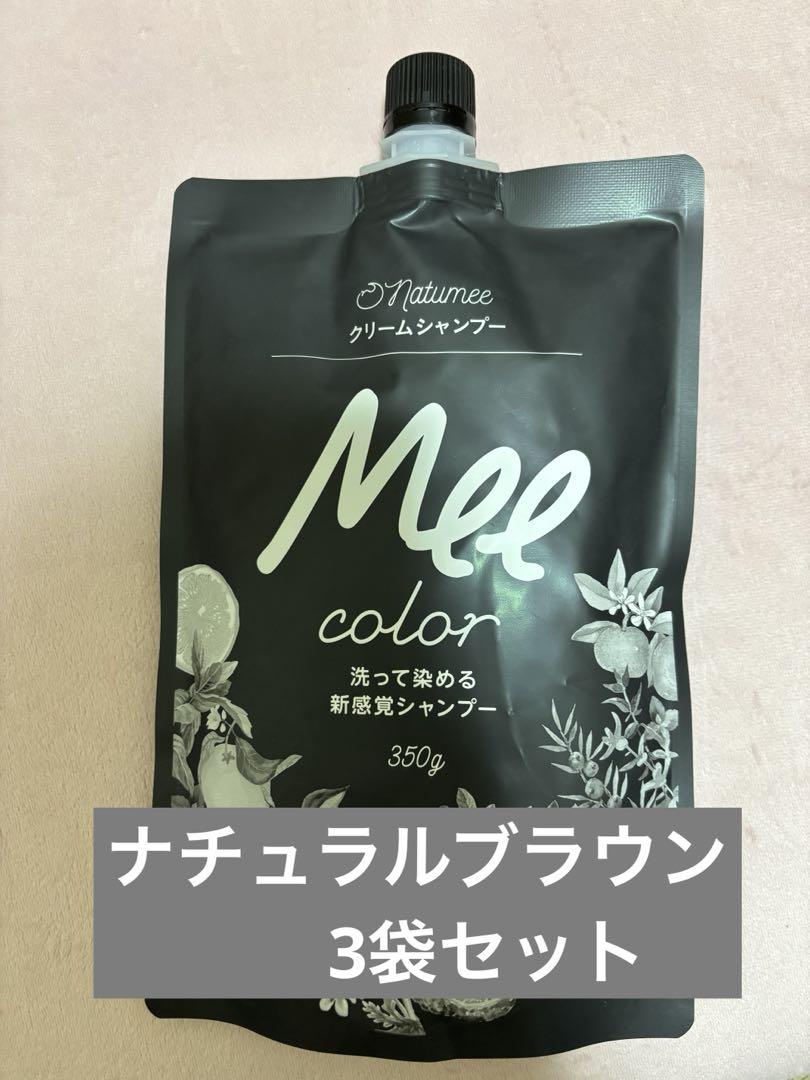 Natumee
クリームシャンプー
Mee
color
洗って染める
新感覚シャンプー
350g
ナチュラルブラウン
3袋セット